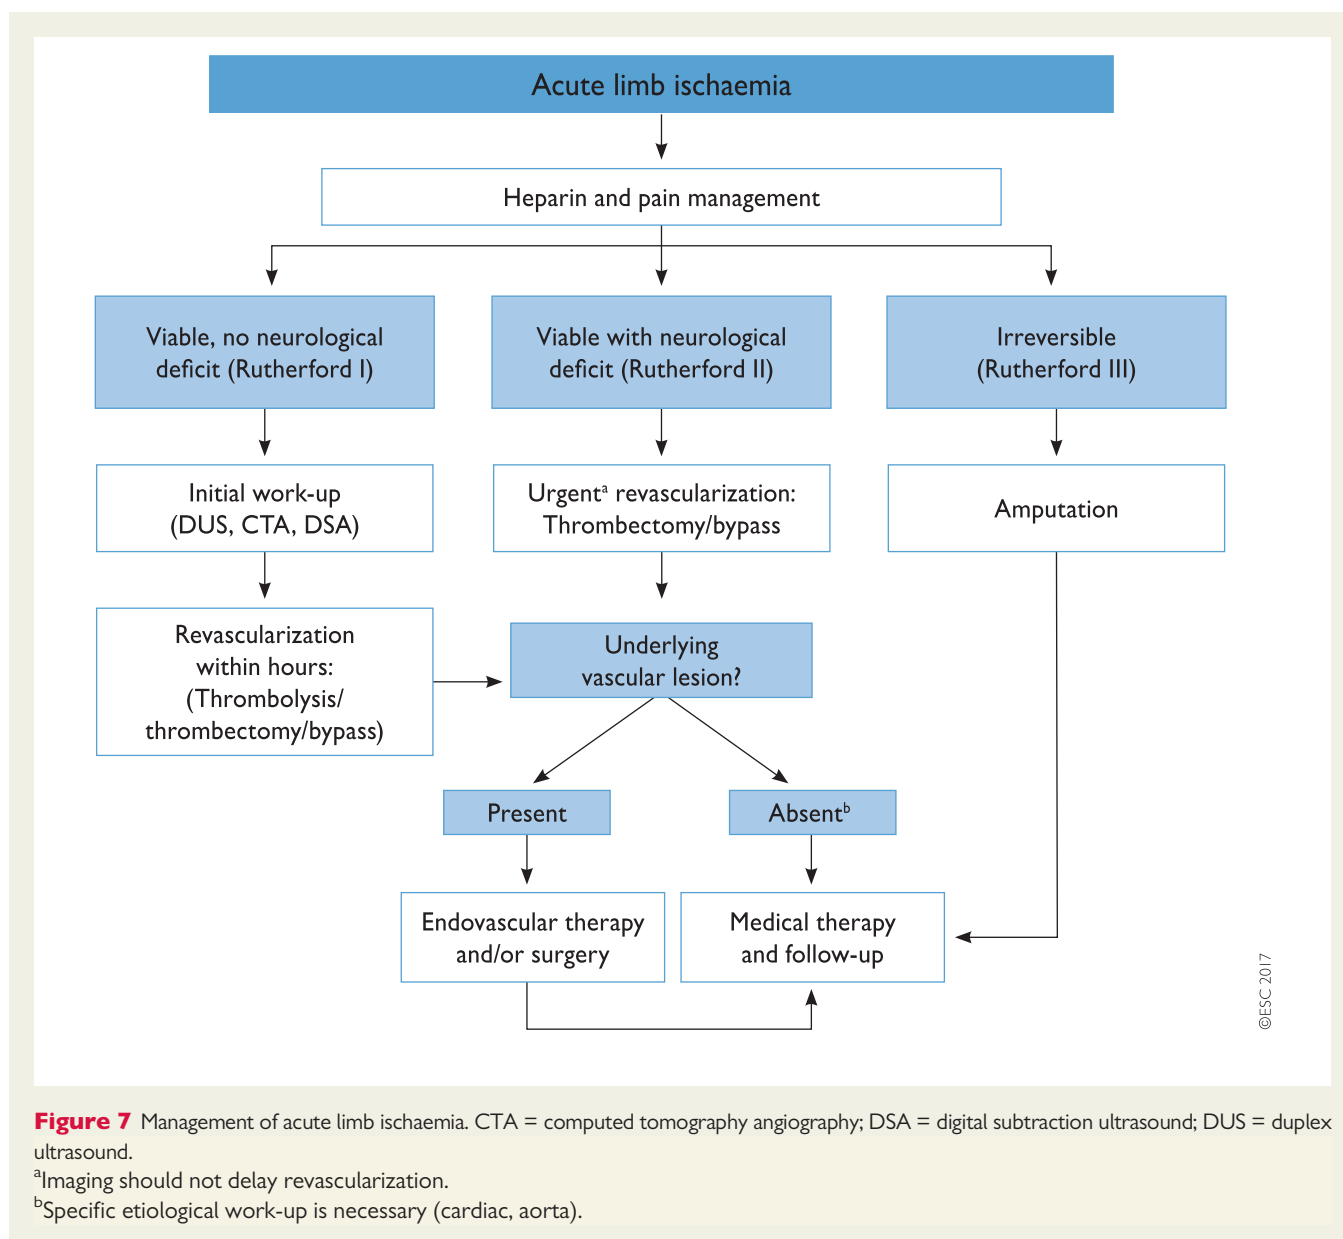 Acute limb ischaemia
Heparin and pain management
Viable, no neurological
deficit (Rutherford I)
Viable with neurological
deficit (Rutherford II)
Irreversible
(Rutherford III)
Initial work-up
(DUS, CTA, DSA)
Urgentᵃ revascularization:
Thrombectomy/bypass
Amputation
Revascularization
within hours:
(Thrombolysis/
thrombectomy/bypass)
Underlying
vascular lesion?
Present
Absentᵇ
Endovascular therapy
and/or surgery
Medical therapy
and follow-up
©ESC 2017
Figure 7 Management of acute limb ischaemia. CTA = computed tomography angiography; DSA = digital subtraction ultrasound; DUS = duplex
ultrasound.
ᵃImaging should not delay revascularization.
ᵇSpecific etiological work-up is necessary (cardiac, aorta).